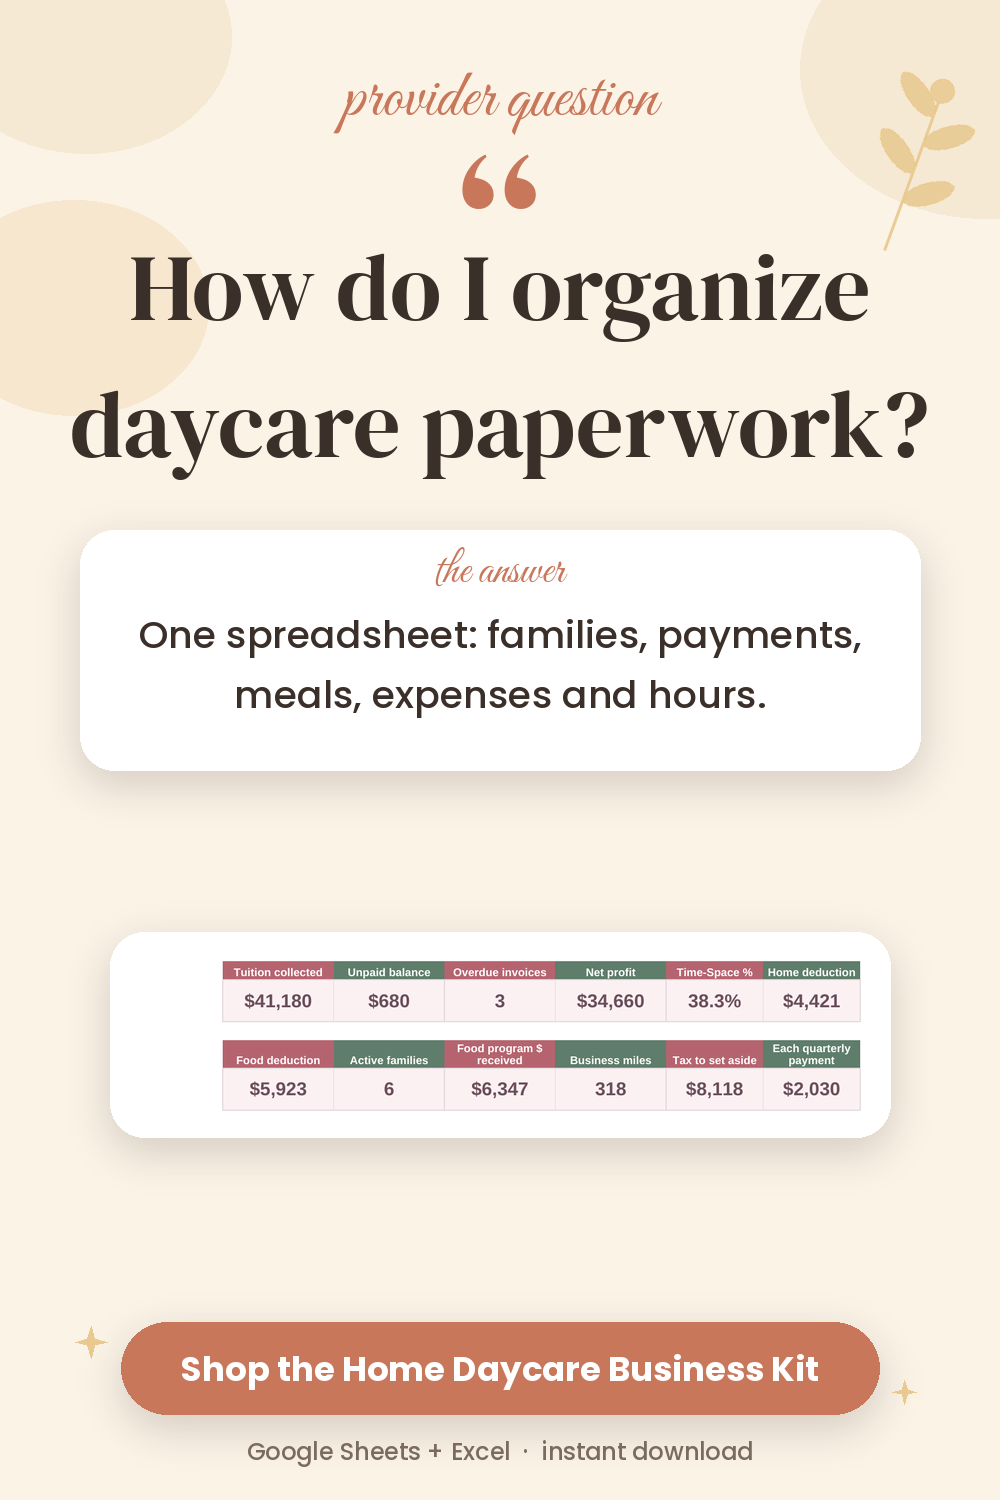 provider question
“
How do I organize
daycare paperwork?
the answer
One spreadsheet: families, payments,
meals, expenses and hours.
Tuition collected Unpaid balance Overdue invoices Net profit Time-Space % Home deduction
$41,180 $680 3 $34,660 38.3% $4,421
Food deduction Active families Food program $ received Business miles Tax to set aside Each quarterly payment
$5,923 6 $6,347 318 $8,118 $2,030
Shop the Home Daycare Business Kit
Google Sheets + Excel · instant download